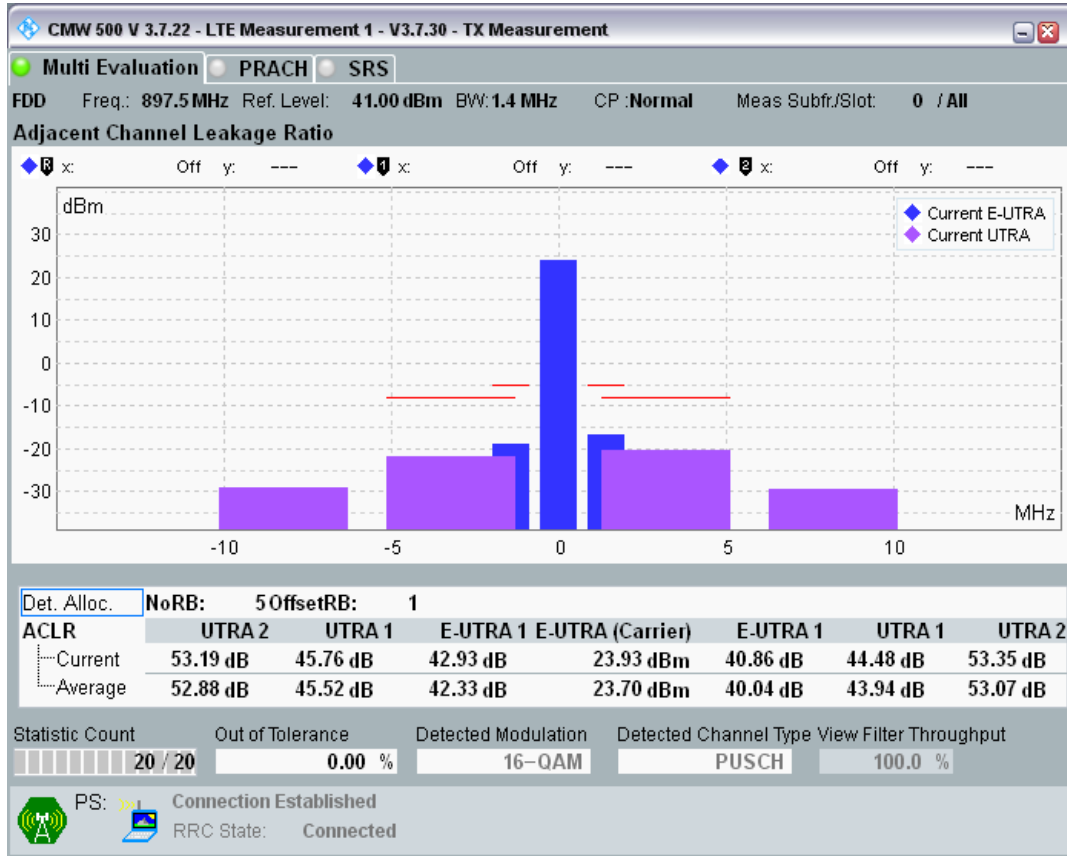 CMW 500 V 3.7.22 - LTE Measurement 1 - V3.7.30 - TX Measurement
Multi Evaluation PRACH SRS
FDD Freq.: 897.5 MHz Ref. Level: 41.00 dBm BW: 1.4 MHz CP :Normal Meas Subfr./Slot: 0 / All
Adjacent Channel Leakage Ratio
R x: Off y: --- 1 x: Off y: --- 2 x: Off y: ---
dBm
Current E-UTRA
Current UTRA
30
20
10
0
-10
-20
-30
MHz
-10 -5 0 5 10
Det. Alloc. NoRB: 5 OffsetRB: 1
ACLR UTRA 2 UTRA 1 E-UTRA 1 E-UTRA (Carrier) E-UTRA 1 UTRA 1 UTRA 2
Current 53.19 dB 45.76 dB 42.93 dB 23.93 dBm 40.86 dB 44.48 dB 53.35 dB
Average 52.88 dB 45.52 dB 42.33 dB 23.70 dBm 40.04 dB 43.94 dB 53.07 dB
Statistic Count Out of Tolerance Detected Modulation Detected Channel Type View Filter Throughput
20 / 20 0.00 % 16-QAM PUSCH 100.0 %
PS: Connection Established
RRC State: Connected